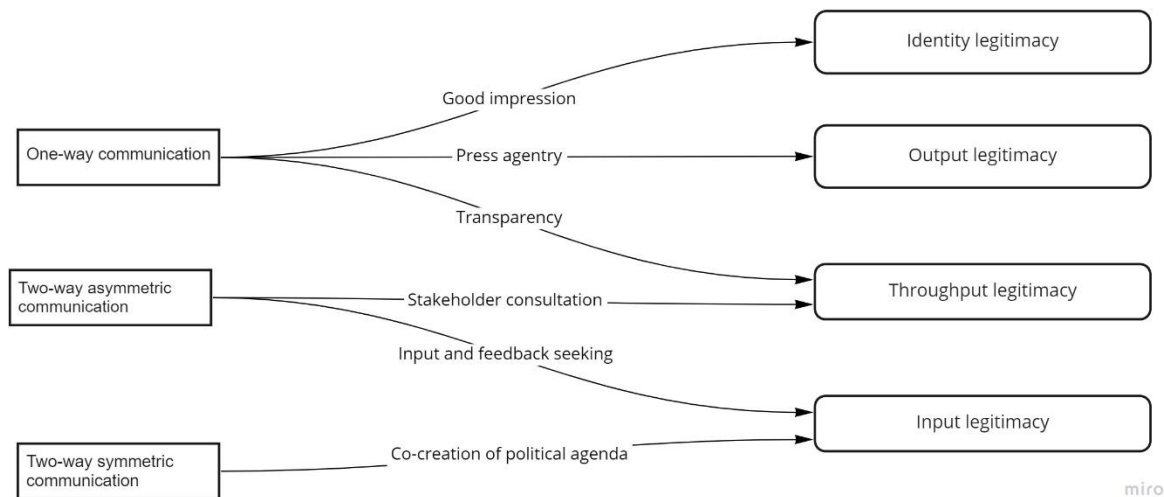 Identity legitimacy
Good impression
One-way communication
Press agentry
Output legitimacy
Transparency
Two-way asymmetric
communication
Stakeholder consultation
Throughput legitimacy
Input and feedback seeking
Input legitimacy
Co-creation of political agenda
Two-way symmetric
communication
miro